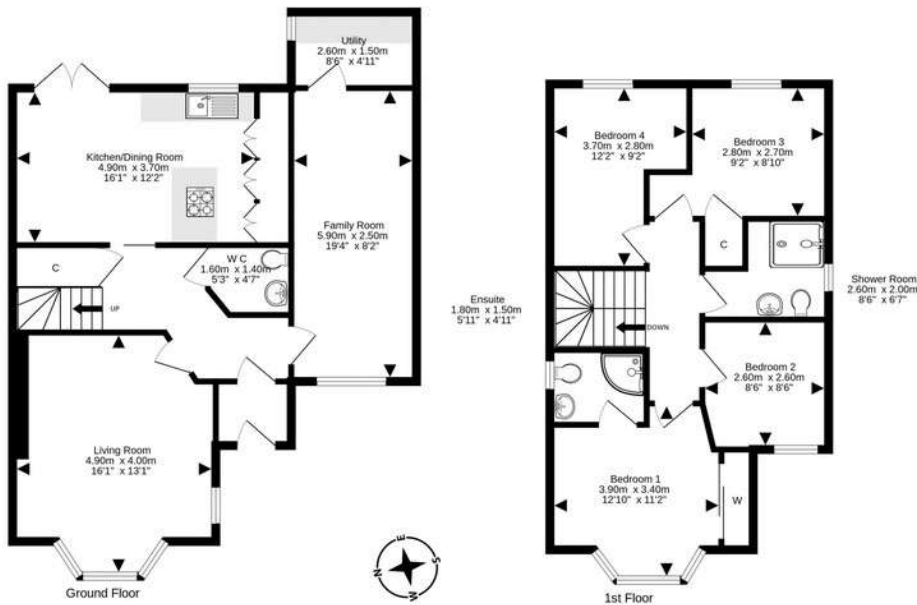 Utility
2.60m x 1.50m
8'6" x 4'11"
Kitchen/Dining Room
4.90m x 3.70m
16'1" x 12'2"
Family Room
5.90m x 2.50m
19'4" x 8'2"
W C
1.60m x 1.40m
5'3" x 4'7"
C
UP
Living Room
4.90m x 4.00m
16'1" x 13'1"
Ground Floor
N
E
S
W
Bedroom 4
3.70m x 2.80m
12'2" x 9'2"
Bedroom 3
2.80m x 2.70m
9'2" x 8'10"
C
Shower Room
2.60m x 2.00m
8'6" x 6'7"
Ensuite
1.80m x 1.50m
5'11" x 4'11"
DOWN
Bedroom 2
2.60m x 2.60m
8'6" x 8'6"
Bedroom 1
3.90m x 3.40m
12'10" x 11'2"
W
1st Floor